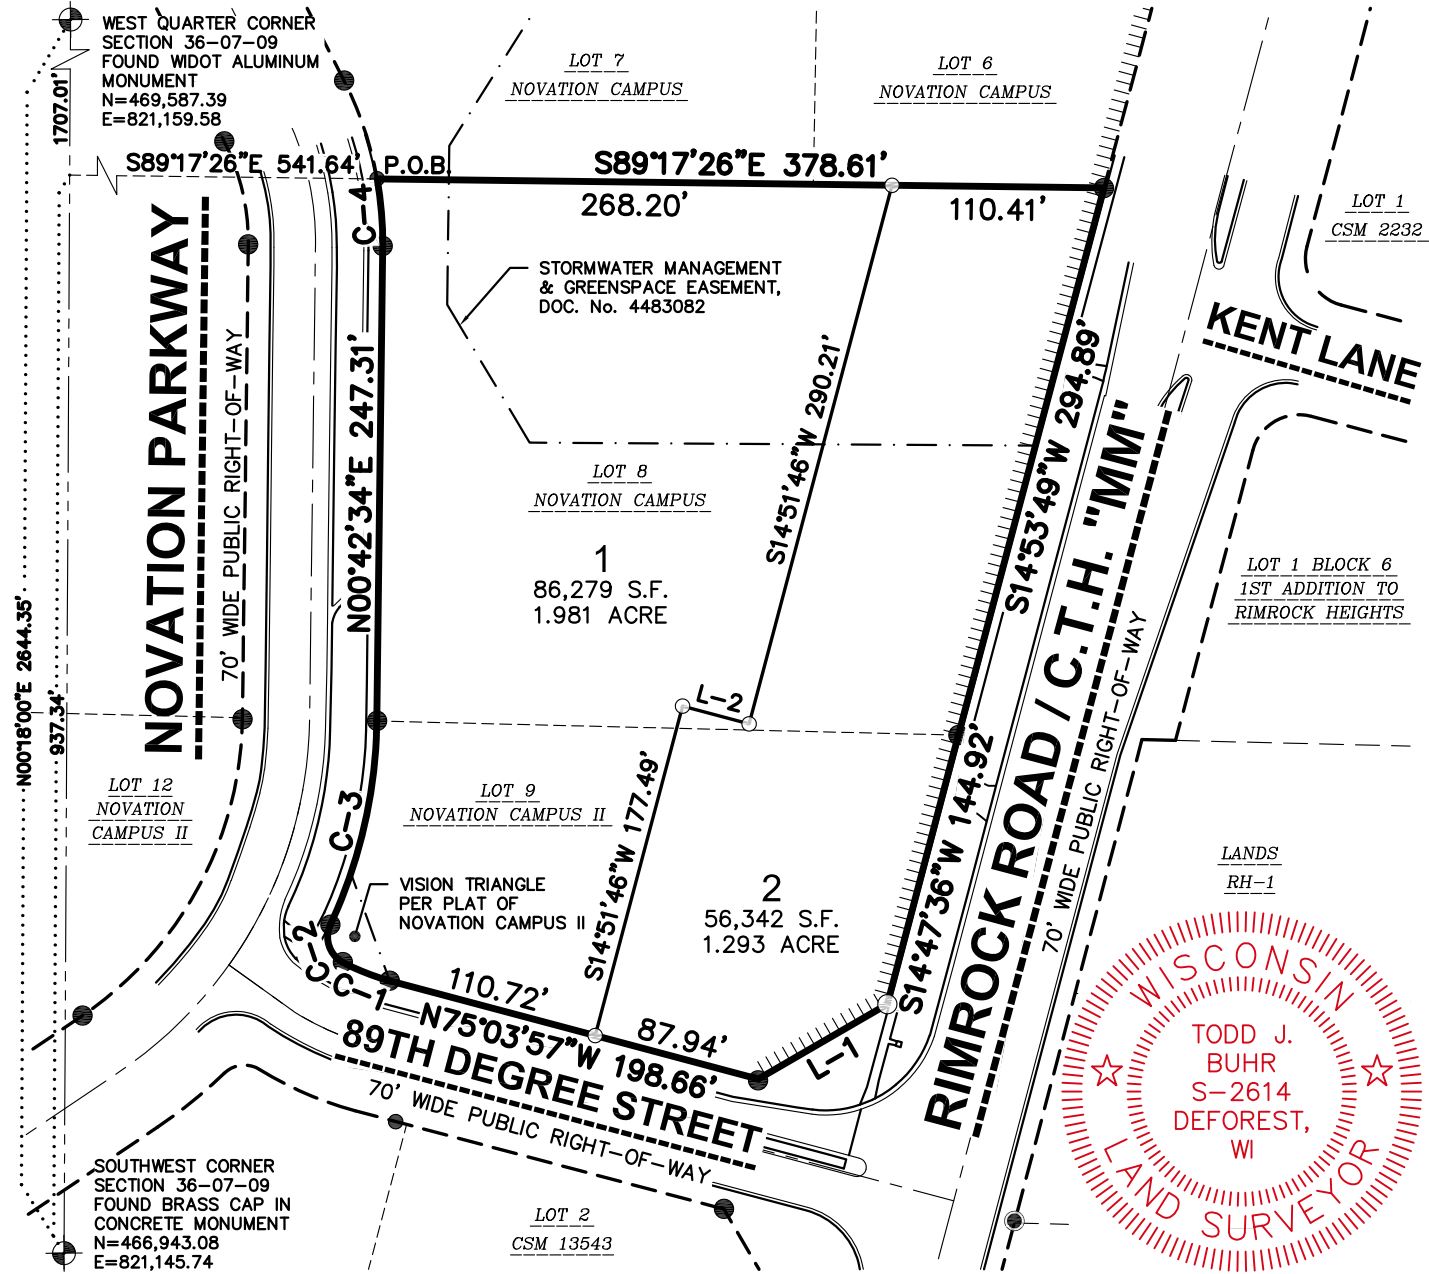 WEST QUARTER CORNER
SECTION 36-07-09
FOUND WIDOT ALUMINUM
MONUMENT
N=469,587.39
E=821,159.58
1707.01'
LOT 7
NOVATION CAMPUS
LOT 6
NOVATION CAMPUS
S89°17'26"E 541.64'
P.O.B.
S89°17'26"E 378.61'
268.20'
110.41'
LOT 1
CSM 2232
C-4
STORMWATER MANAGEMENT
& GREENSPACE EASEMENT,
DOC. No. 4483082
NOVATION PARKWAY
70' WIDE PUBLIC RIGHT-OF-WAY
N00°42'34"E 247.31'
S14°51'46"W 290.21'
S14°53'49"W 294.89'
KENT LANE
LOT 8
NOVATION CAMPUS
1
86,279 S.F.
1.981 ACRE
LOT 1 BLOCK 6
1ST ADDITION TO
RIMROCK HEIGHTS
N00°18'00"E 2644.35'
937.34'
L-2
LOT 12
NOVATION
CAMPUS II
C-3
LOT 9
NOVATION CAMPUS II
S14°51'46"W 177.49'
S14°47'36"W 144.92'
RIMROCK ROAD / C.T.H. "MM"
70' WIDE PUBLIC RIGHT-OF-WAY
LANDS
RH-1
VISION TRIANGLE
PER PLAT OF
NOVATION CAMPUS II
2
56,342 S.F.
1.293 ACRE
C-2
C-1
110.72'
N75°03'57"W 198.66'
87.94'
L-1
89TH DEGREE STREET
70' WIDE PUBLIC RIGHT-OF-WAY
WISCONSIN
TODD J.
BUHR
S-2614
DEFOREST,
WI
LAND SURVEYOR
SOUTHWEST CORNER
SECTION 36-07-09
FOUND BRASS CAP IN
CONCRETE MONUMENT
N=466,943.08
E=821,145.74
LOT 2
CSM 13543